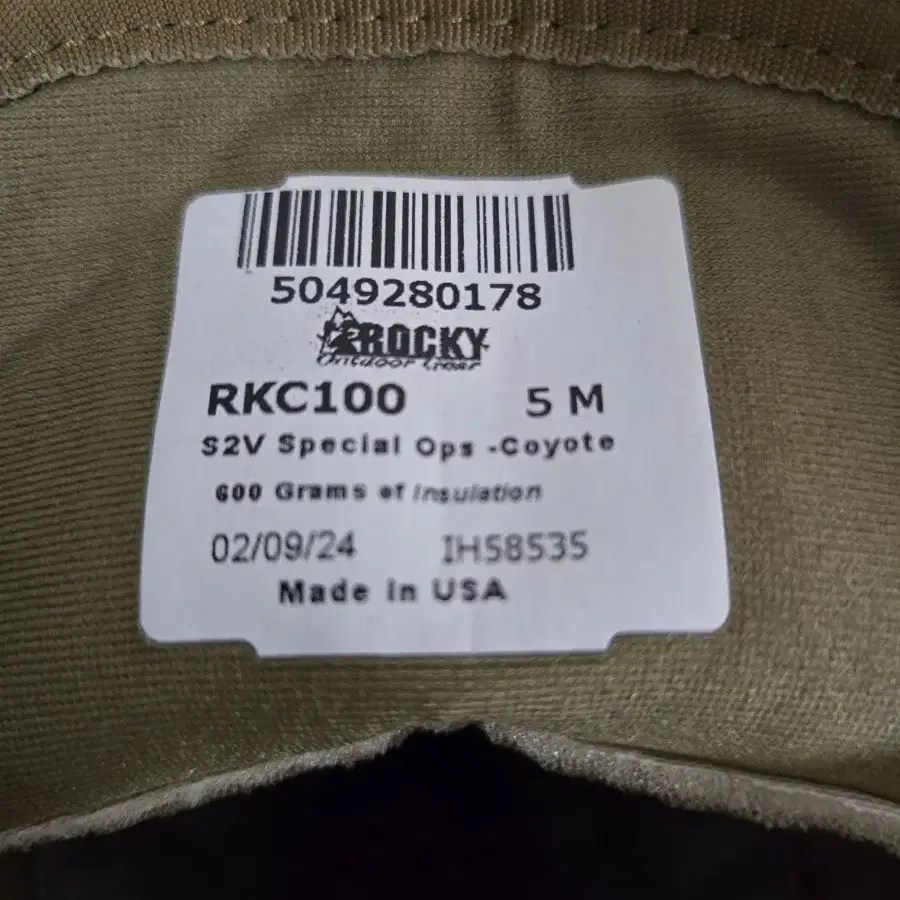 5049280178
ROCKY
Outdoor Gear
RKC100 5 M
S2V Special Ops -Coyote
600 Grams of Insulation
02/09/24 IH58535
Made in USA